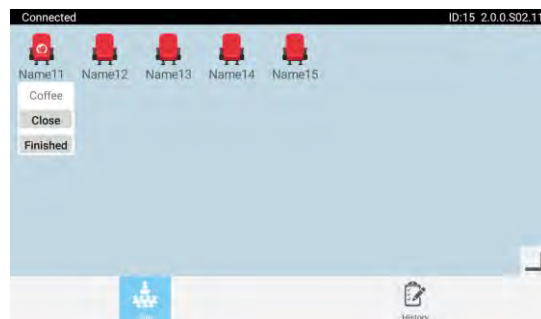 Connected ID:15 2.0.0.S02.11
Name11 Name12 Name13 Name14 Name15
Coffee
Close
Finished
History